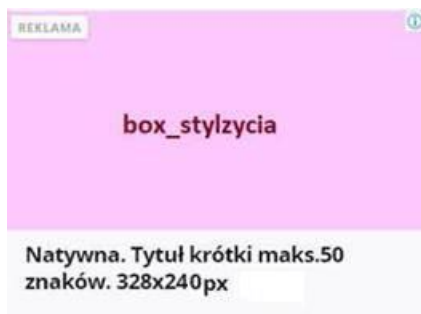 REKLAMA
box_stylzycia
Natywna. Tytuł krótki maks.50
znaków. 328x240px